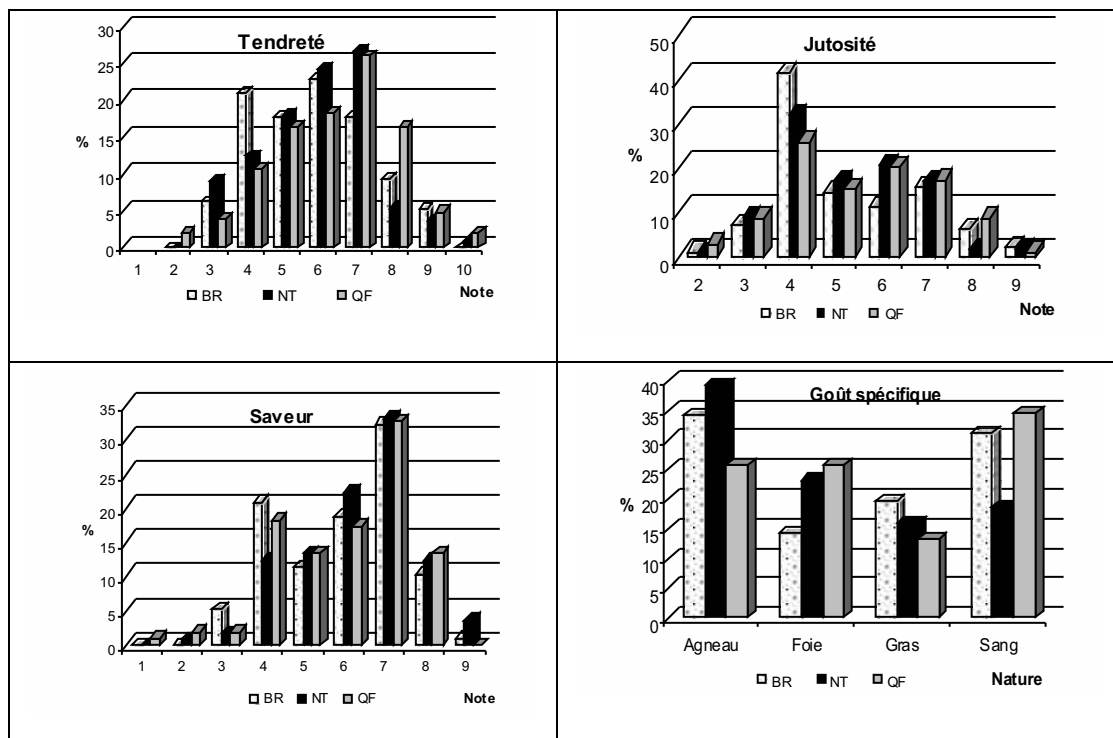 Tendreté
30
25
20
15
10
5
0
%
1 2 3 4 5 6 7 8 9 10
BR NT QF Note
Jutosité
50
40
30
20
10
0
%
2 3 4 5 6 7 8 9
BR NT QF Note
Saveur
35
30
25
20
15
10
5
0
%
1 2 3 4 5 6 7 8 9
BR NT QF
Goût spécifique
40
35
30
25
20
15
10
5
0
%
Agneau Foie Gras Sang
BR NT QF Nature